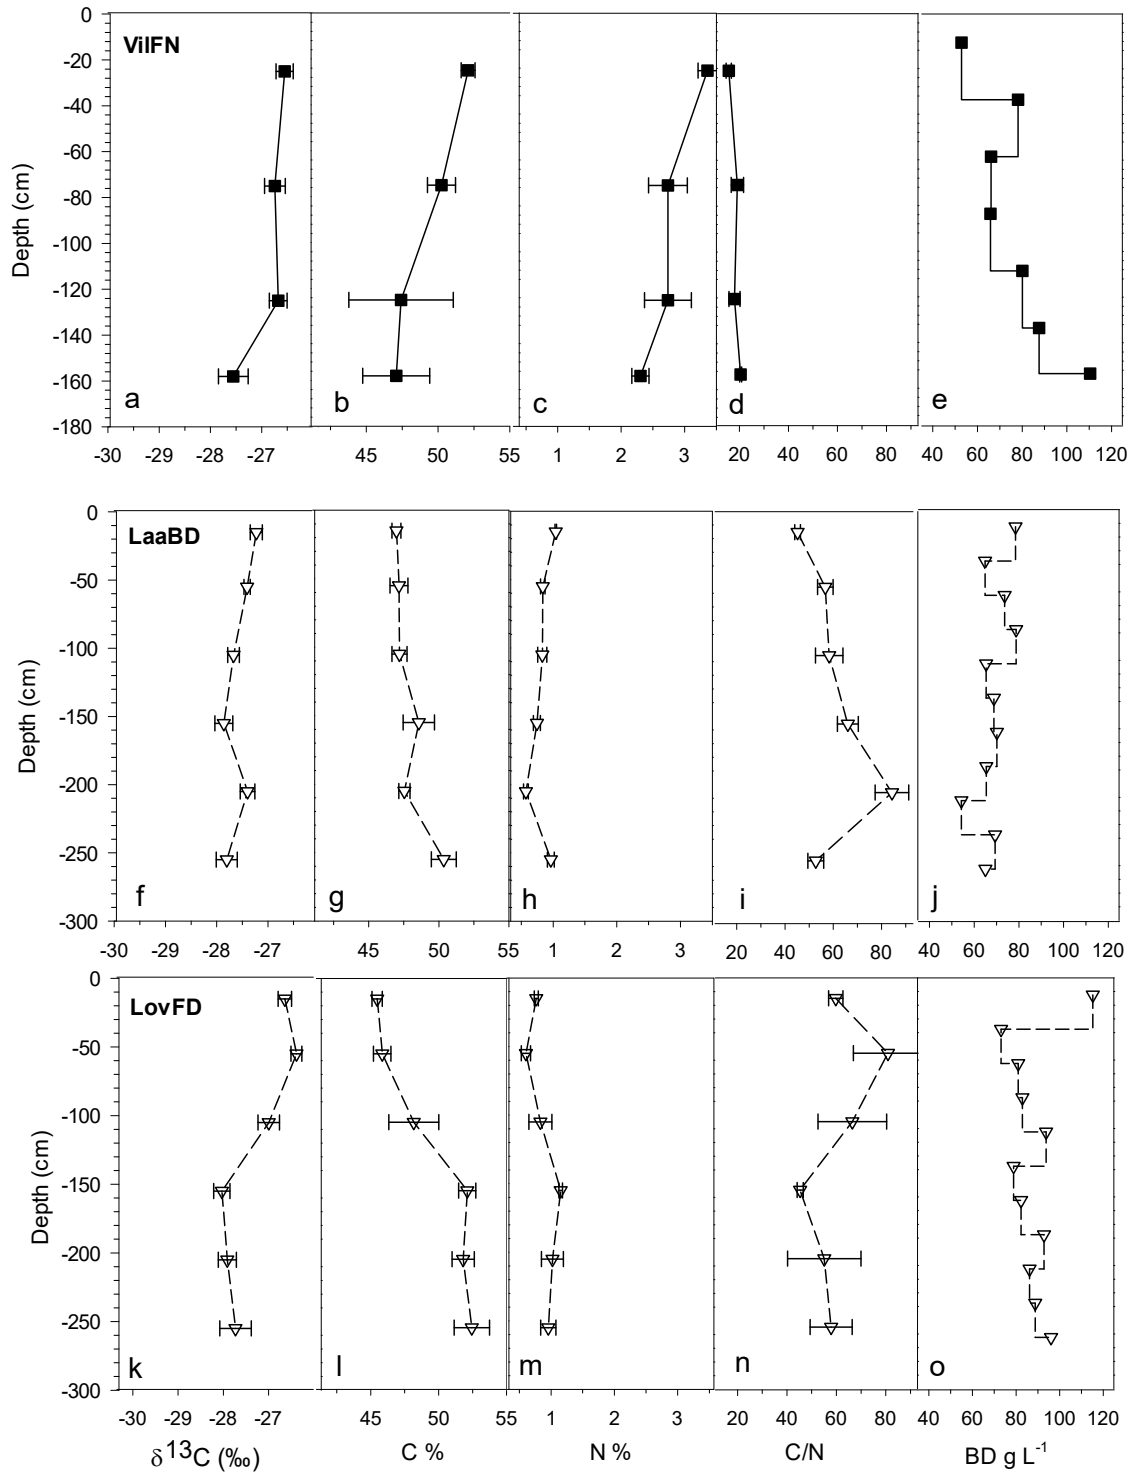 0
-20
-40
-60
-80
-100
-120
-140
-160
-180
Depth (cm)
VilFN
a
b
c
d
e
-30 -29 -28 -27 45 50 55 1 2 3 20 40 60 80 40 60 80 100 120
0
-50
-100
-150
-200
-250
-300
Depth (cm)
LaaBD
f
g
h
i
j
-30 -29 -28 -27 45 50 55 1 2 3 20 40 60 80 40 60 80 100 120
0
-50
-100
-150
-200
-250
-300
Depth (cm)
LovFD
k
l
m
n
o
-30 -29 -28 -27 45 50 55 1 2 3 20 40 60 80 40 60 80 100 120
δ¹³C (‰) C % N % C/N BD g L⁻¹